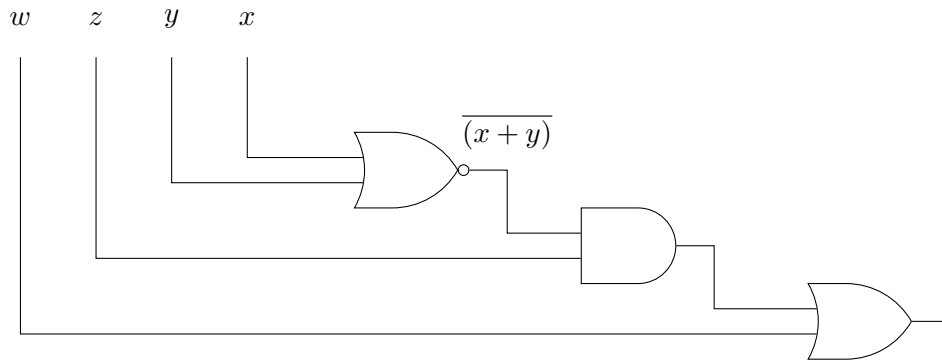 w z y x
\overline{(x + y)}